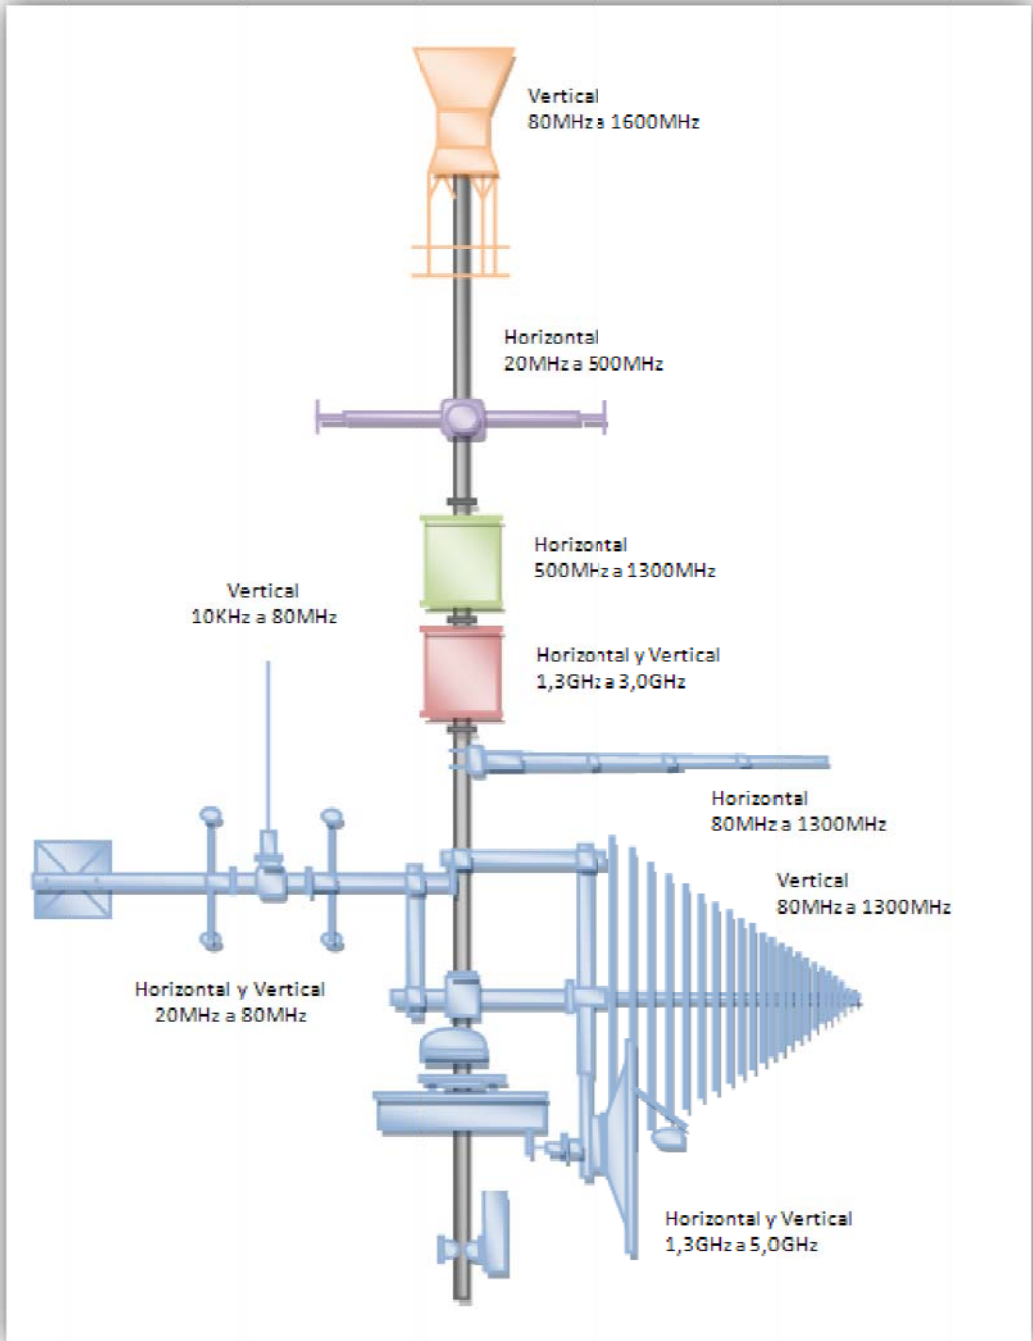 Vertical
80MHz a 1600MHz
Horizontal
20MHz a 500MHz
Horizontal
500MHz a 1300MHz
Vertical
10KHz a 80MHz
Horizontal y Vertical
1,3GHz a 3,0GHz
Horizontal
80MHz a 1300MHz
Vertical
80MHz a 1300MHz
Horizontal y Vertical
20MHz a 80MHz
Horizontal y Vertical
1,3GHz a 5,0GHz